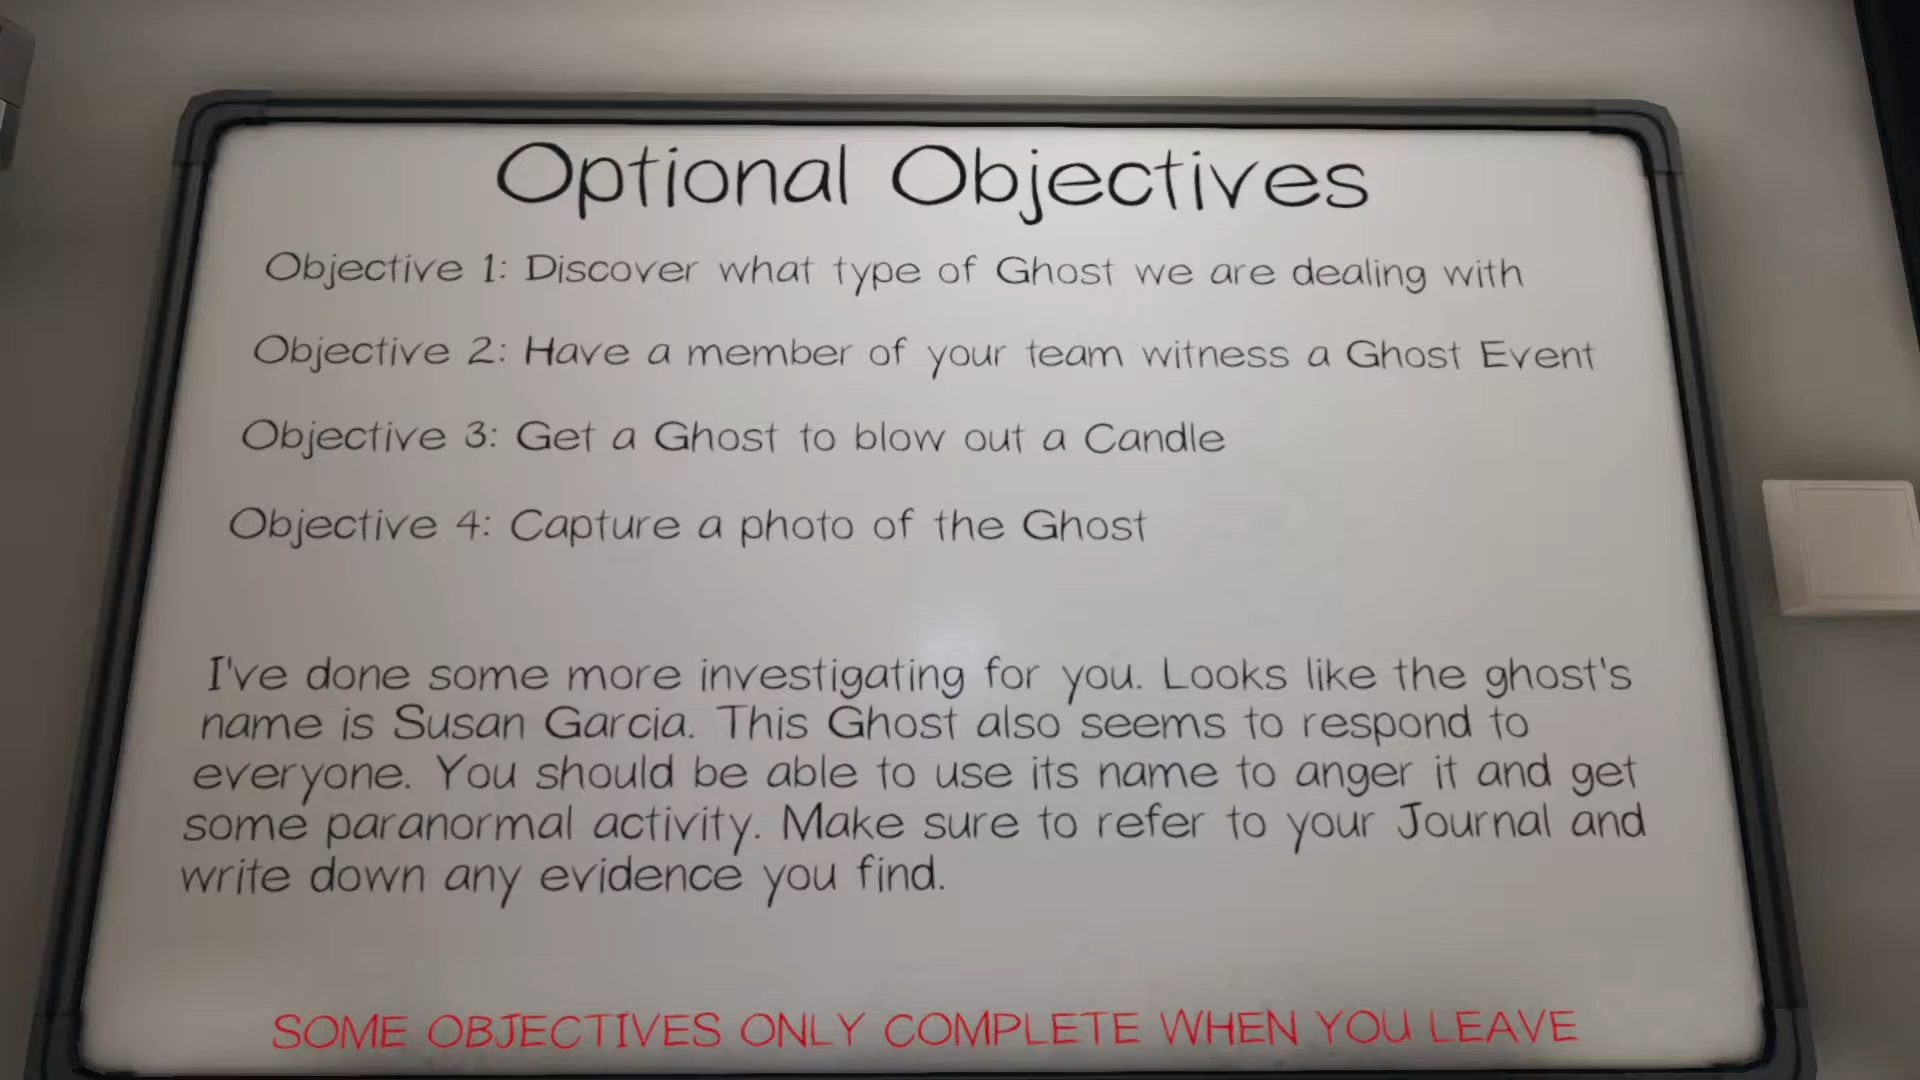 Optional Objectives
Objective 1: Discover what type of Ghost we are dealing with
Objective 2: Have a member of your team witness a Ghost Event
Objective 3: Get a Ghost to blow out a Candle
Objective 4: Capture a photo of the Ghost
I've done some more investigating for you. Looks like the ghost's
name is Susan Garcia. This Ghost also seems to respond to
everyone. You should be able to use its name to anger it and get
some paranormal activity. Make sure to refer to your Journal and
write down any evidence you find.
SOME OBJECTIVES ONLY COMPLETE WHEN YOU LEAVE